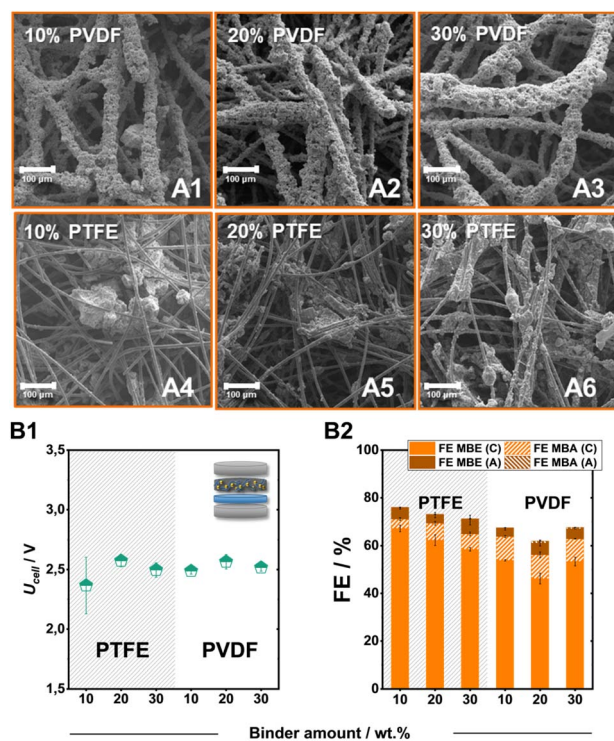 10% PVDF
20% PVDF
30% PVDF
100 µm
A1
100 µm
A2
100 µm
A3
10% PTFE
20% PTFE
30% PTFE
100 µm
A4
100 µm
A5
100 µm
A6
B1
3,5
3,0
2,5
2,0
1,5
Ucell / V
PTFE
PVDF
10 20 30 10 20 30
B2
100
80
60
40
20
0
FE / %
FE MBE (C) FE MBA (C)
FE MBE (A) FE MBA (A)
PTFE
PVDF
10 20 30 10 20 30
Binder amount / wt.%